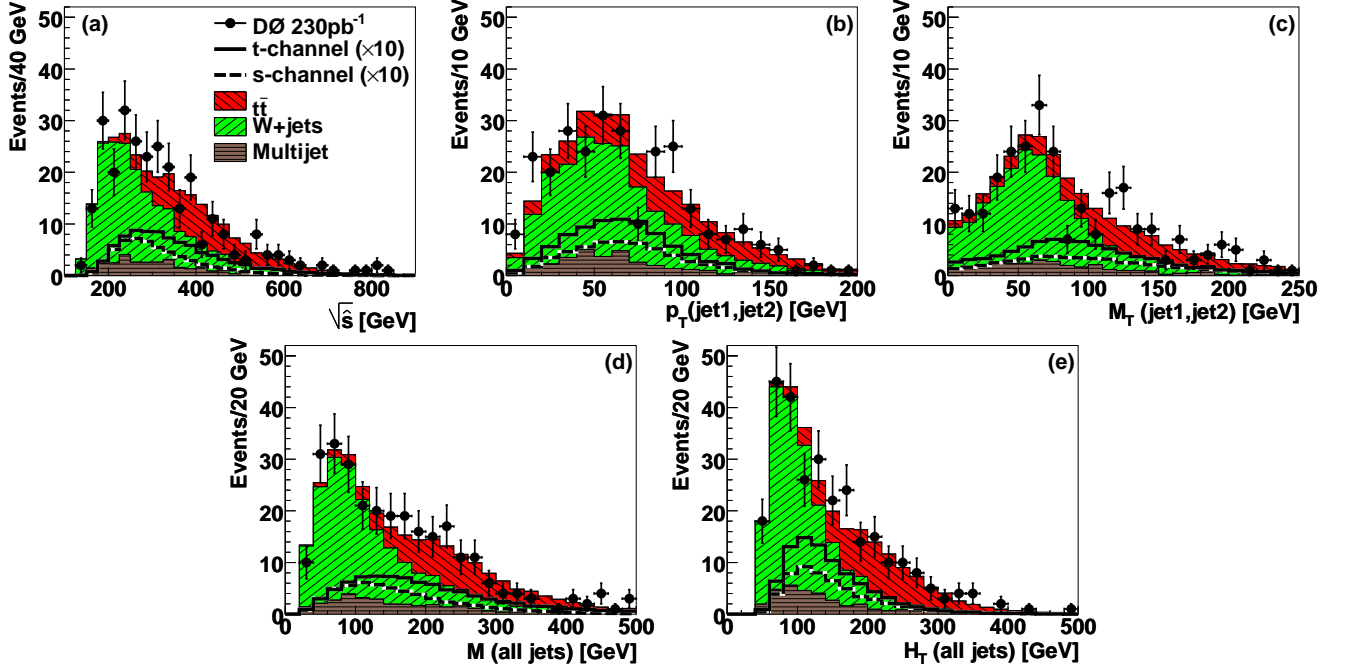 (a)
DØ 230pb⁻¹
t-channel (×10)
s-channel (×10)
tt̄
W+jets
Multijet
Events/40 GeV
0 10 20 30 40 50
200 400 600 800
√ŝ [GeV]
(b)
Events/10 GeV
0 10 20 30 40 50
0 50 100 150 200
p_T(jet1,jet2) [GeV]
(c)
Events/10 GeV
0 10 20 30 40 50
0 50 100 150 200 250
M_T (jet1,jet2) [GeV]
(d)
Events/20 GeV
0 10 20 30 40 50
0 100 200 300 400 500
M (all jets) [GeV]
(e)
Events/20 GeV
0 10 20 30 40 50
0 100 200 300 400 500
H_T (all jets) [GeV]